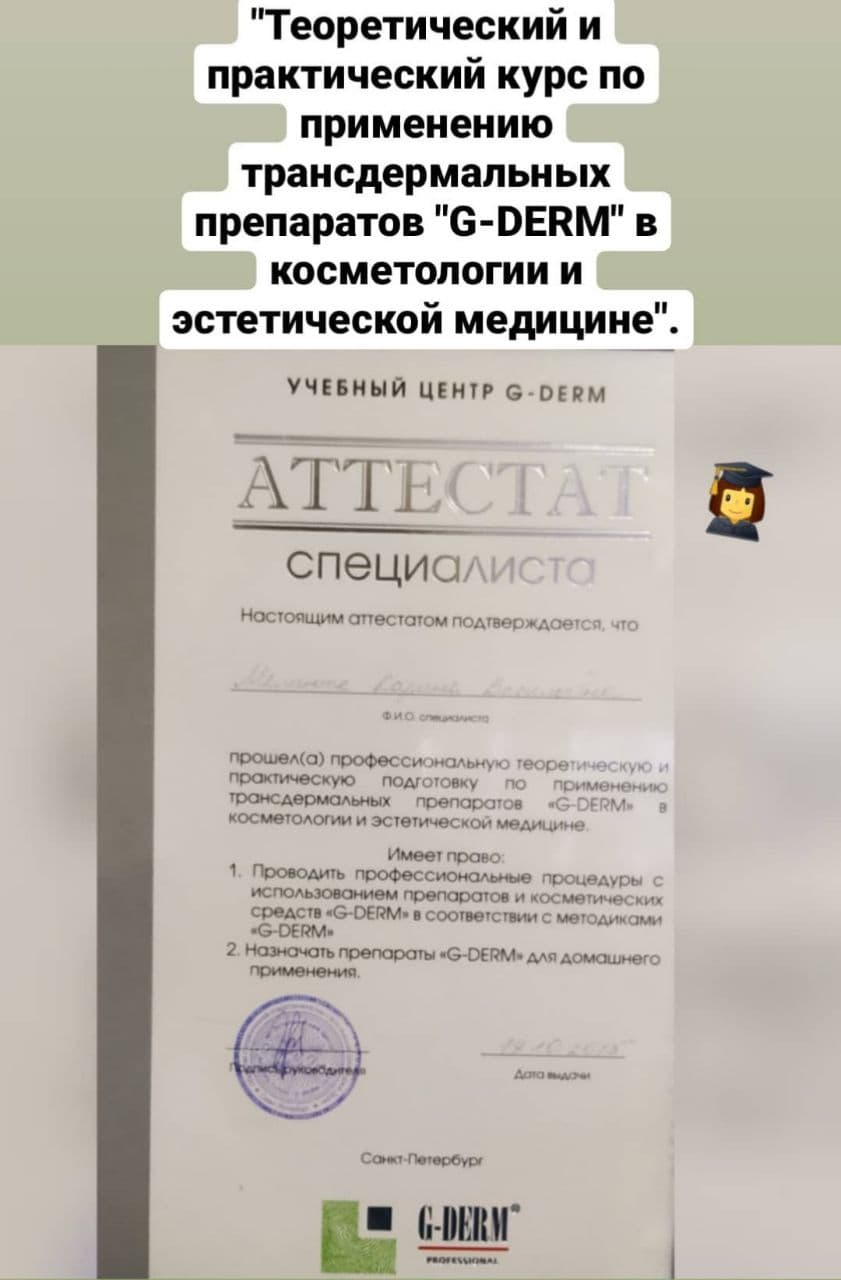 "Теоретический и
практический курс по
применению
трансдермальных
препаратов "G-DERM" в
косметологии и
эстетической медицине".
УЧЕБНЫЙ ЦЕНТР G-DERM
АТТЕСТАТ
специалиста
Настоящим аттестатом подтверждается, что
Ф.И.О. специалиста
прошел(а) профессиональную теоретическую и
практическую подготовку по применению
трансдермальных препаратов «G-DERM» в
косметологии и эстетической медицине.
Имеет право:
1. Проводить профессиональные процедуры с
использованием препаратов и косметических
средств «G-DERM» в соответствии с методиками
«G-DERM»
2. Назначать препараты «G-DERM» для домашнего
применения.
Подпись руководителя
Дата выдачи
Санкт-Петербург
G-DERM®
PROFESSIONAL